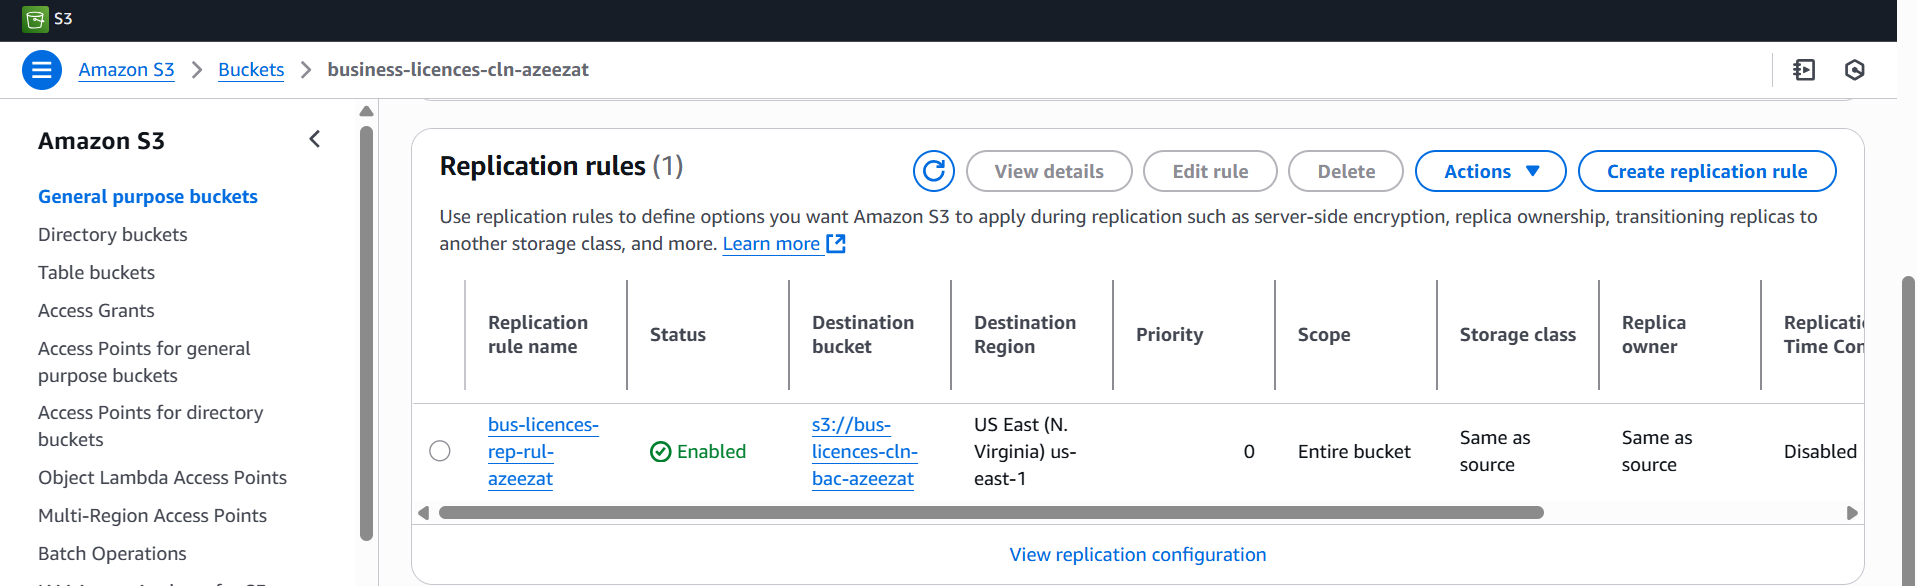 S3
Amazon S3 > Buckets > business-licences-cln-azeezat
Amazon S3
General purpose buckets
Directory buckets
Table buckets
Access Grants
Access Points for general
purpose buckets
Access Points for directory
buckets
Object Lambda Access Points
Multi-Region Access Points
Batch Operations
Replication rules (1)
View details
Edit rule
Delete
Actions
Create replication rule
Use replication rules to define options you want Amazon S3 to apply during replication such as server-side encryption, replica ownership, transitioning replicas to
another storage class, and more. Learn more
Replication
rule name
Status
Destination
bucket
Destination
Region
Priority
Scope
Storage class
Replica
owner
Replicati
Time Con
bus-licences-
rep-rul-
azeezat
Enabled
s3://bus-
licences-cln-
bac-azeezat
US East (N.
Virginia) us-
east-1
0
Entire bucket
Same as
source
Same as
source
Disabled
View replication configuration